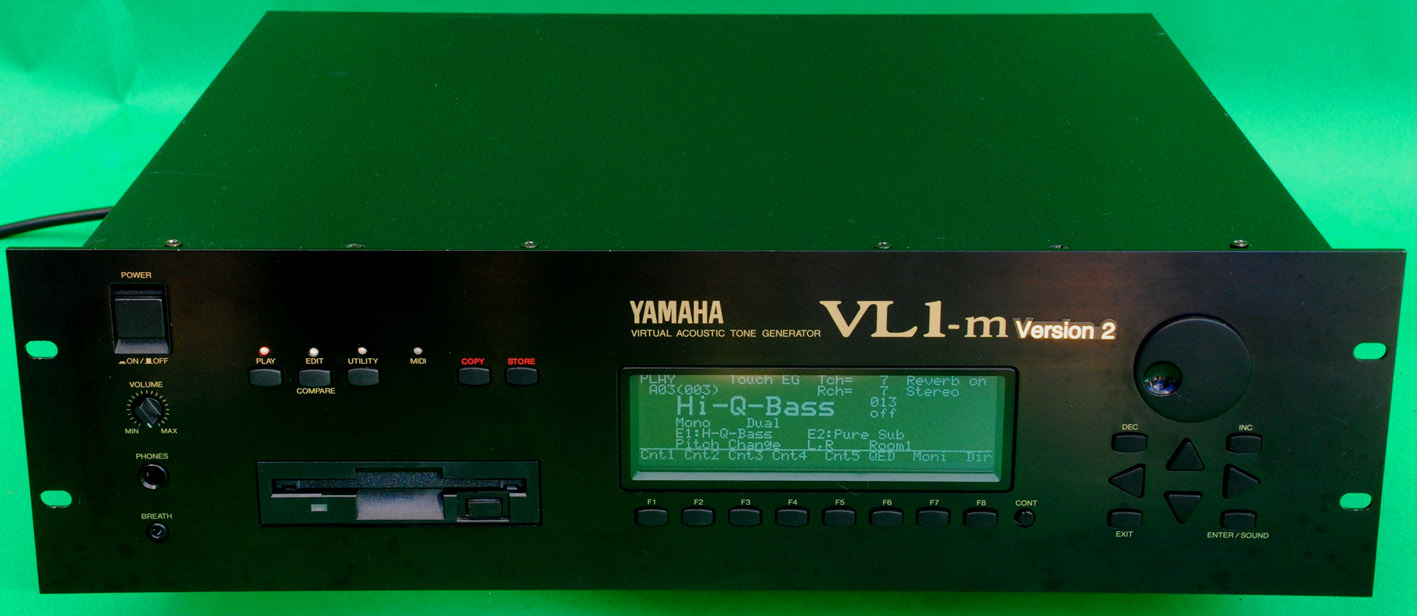 POWER
ON / OFF
VOLUME
MIN MAX
PHONES
BREATH
PLAY EDIT UTILITY MIDI COPY STORE
COMPARE
YAMAHA VL1-m Version 2
VIRTUAL ACOUSTIC TONE GENERATOR
PLAY Touch EG Tch= 7 Reverb on
A03(003) Rch= 7 Stereo
Hi-Q-Bass 013
off
Mono Dual
E1:H-Q-Bass E2:Pure Sub
Pitch Change L,R Room1
Cnt1 Cnt2 Cnt3 Cnt4 Cnt5 QED Moni Dir
F1 F2 F3 F4 F5 F6 F7 F8 CONT
DEC INC
EXIT ENTER / SOUND